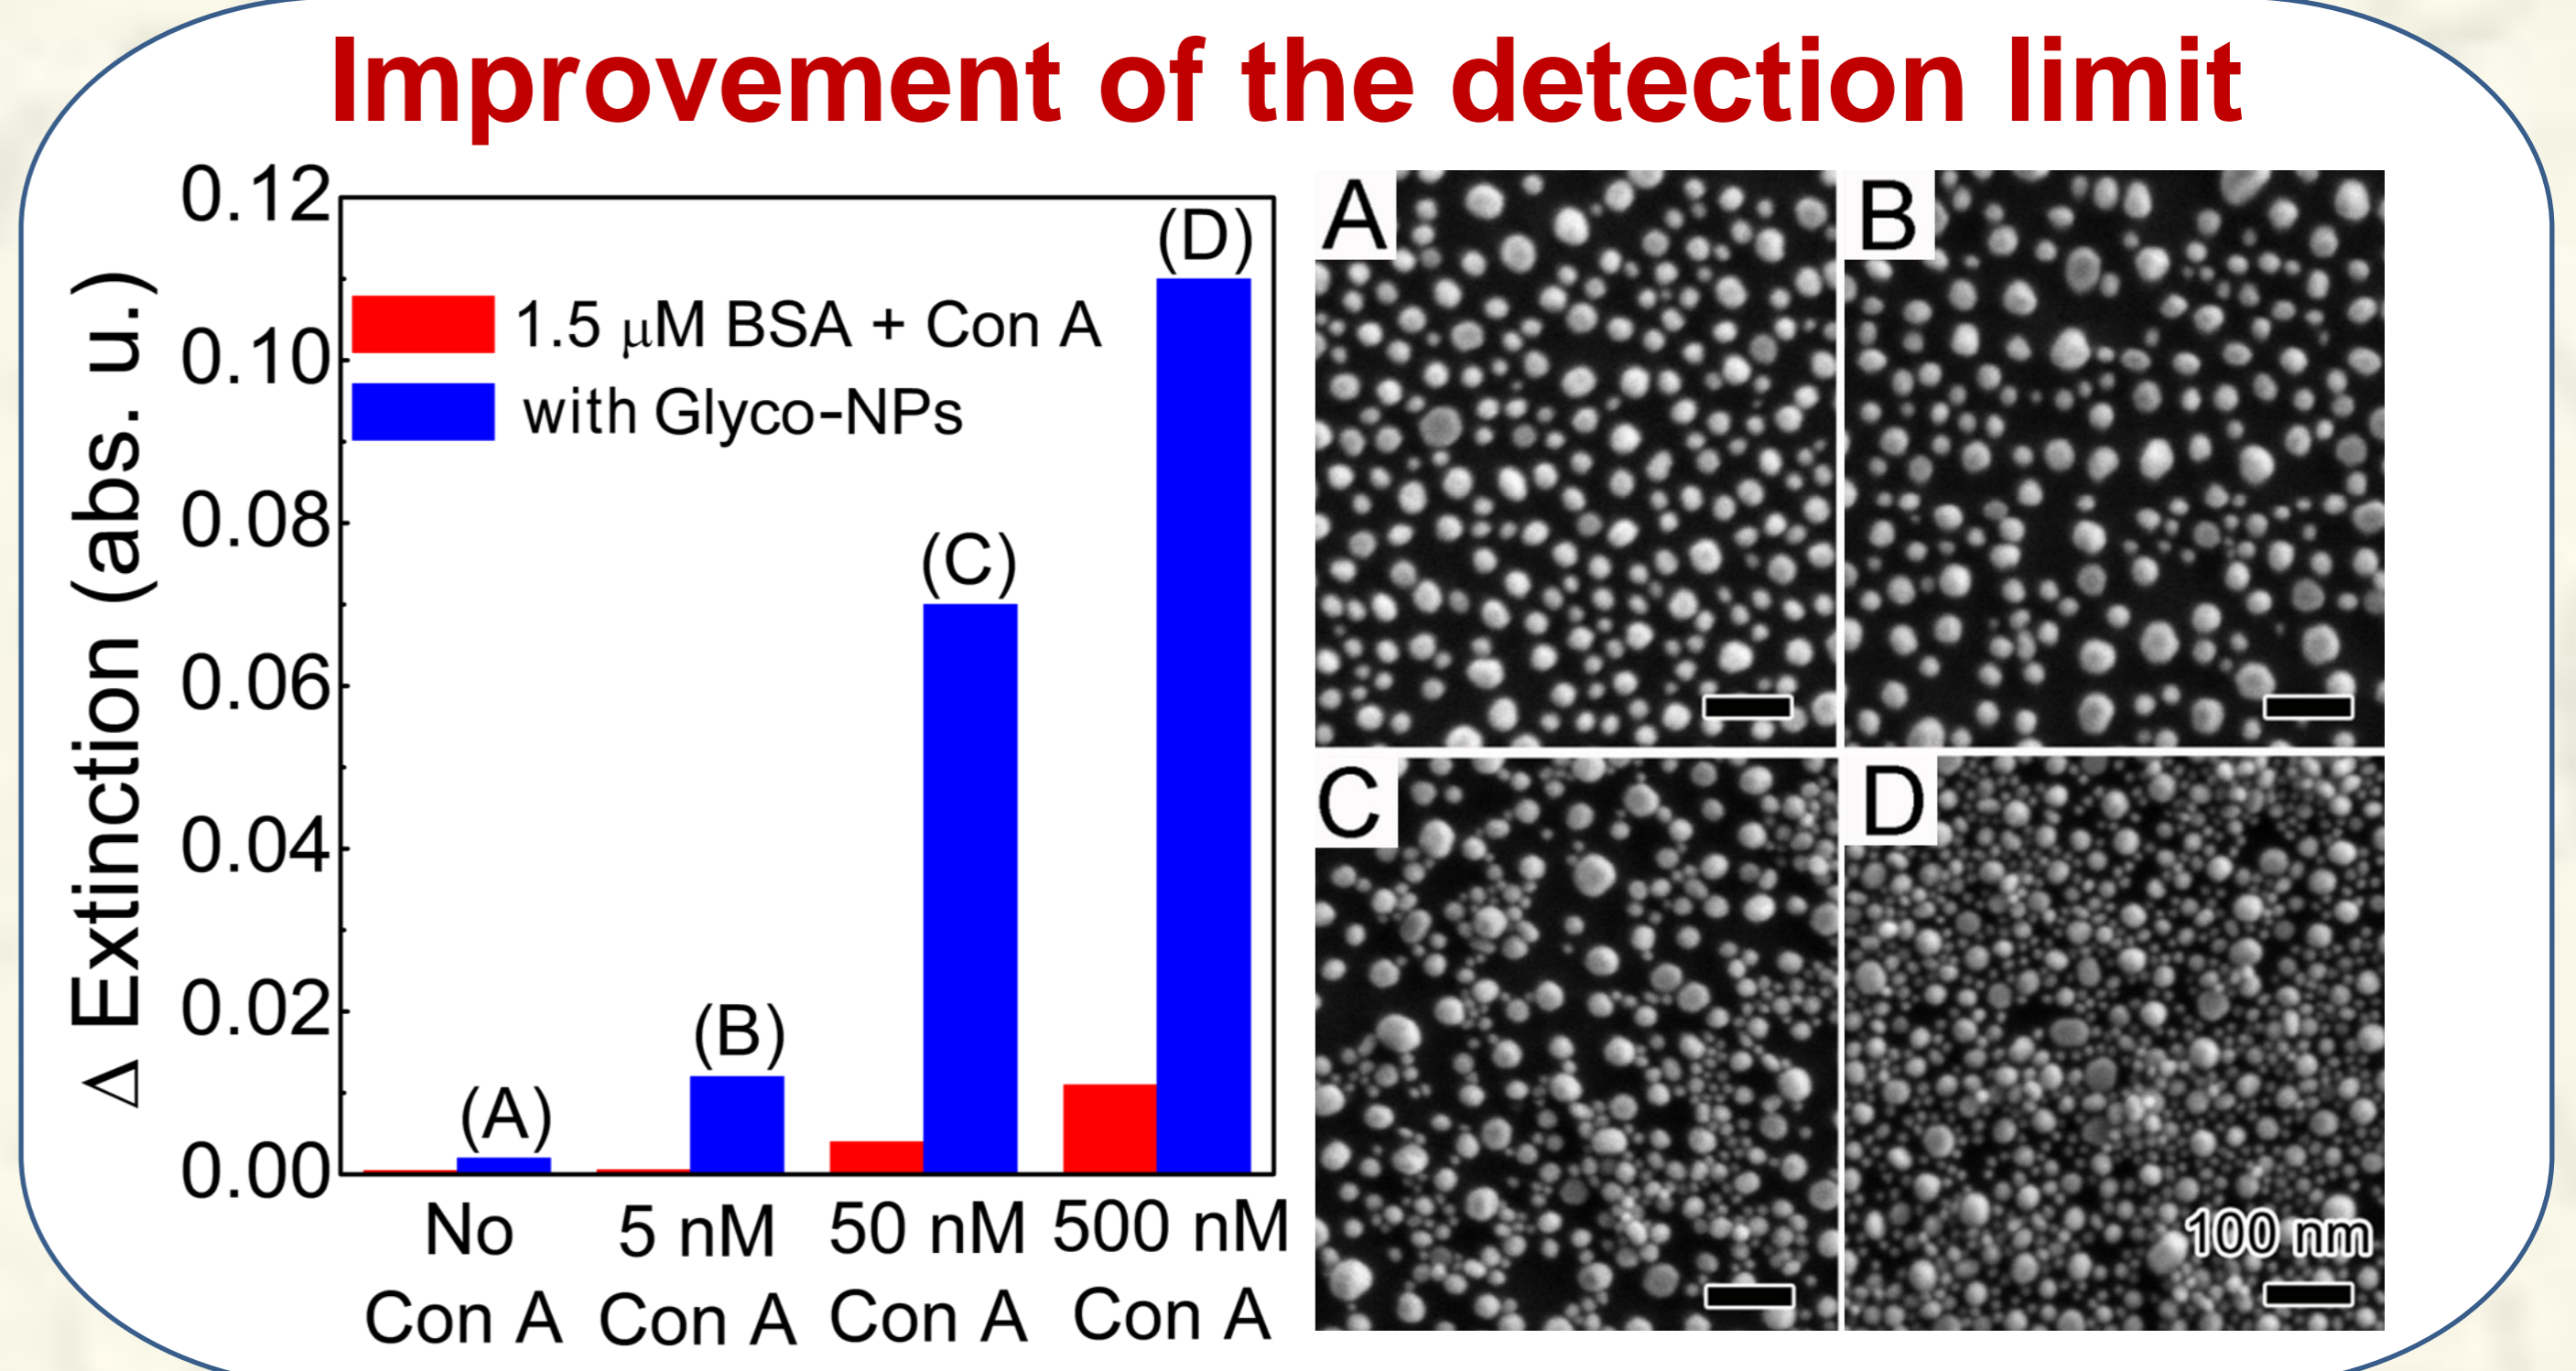 Improvement of the detection limit
Δ Extinction (abs. u.)
0.12
0.10
0.08
0.06
0.04
0.02
0.00
1.5 μM BSA + Con A
with Glyco-NPs
(A)
(B)
(C)
(D)
No
Con A
5 nM
Con A
50 nM
Con A
500 nM
Con A
A
B
C
D
100 nm